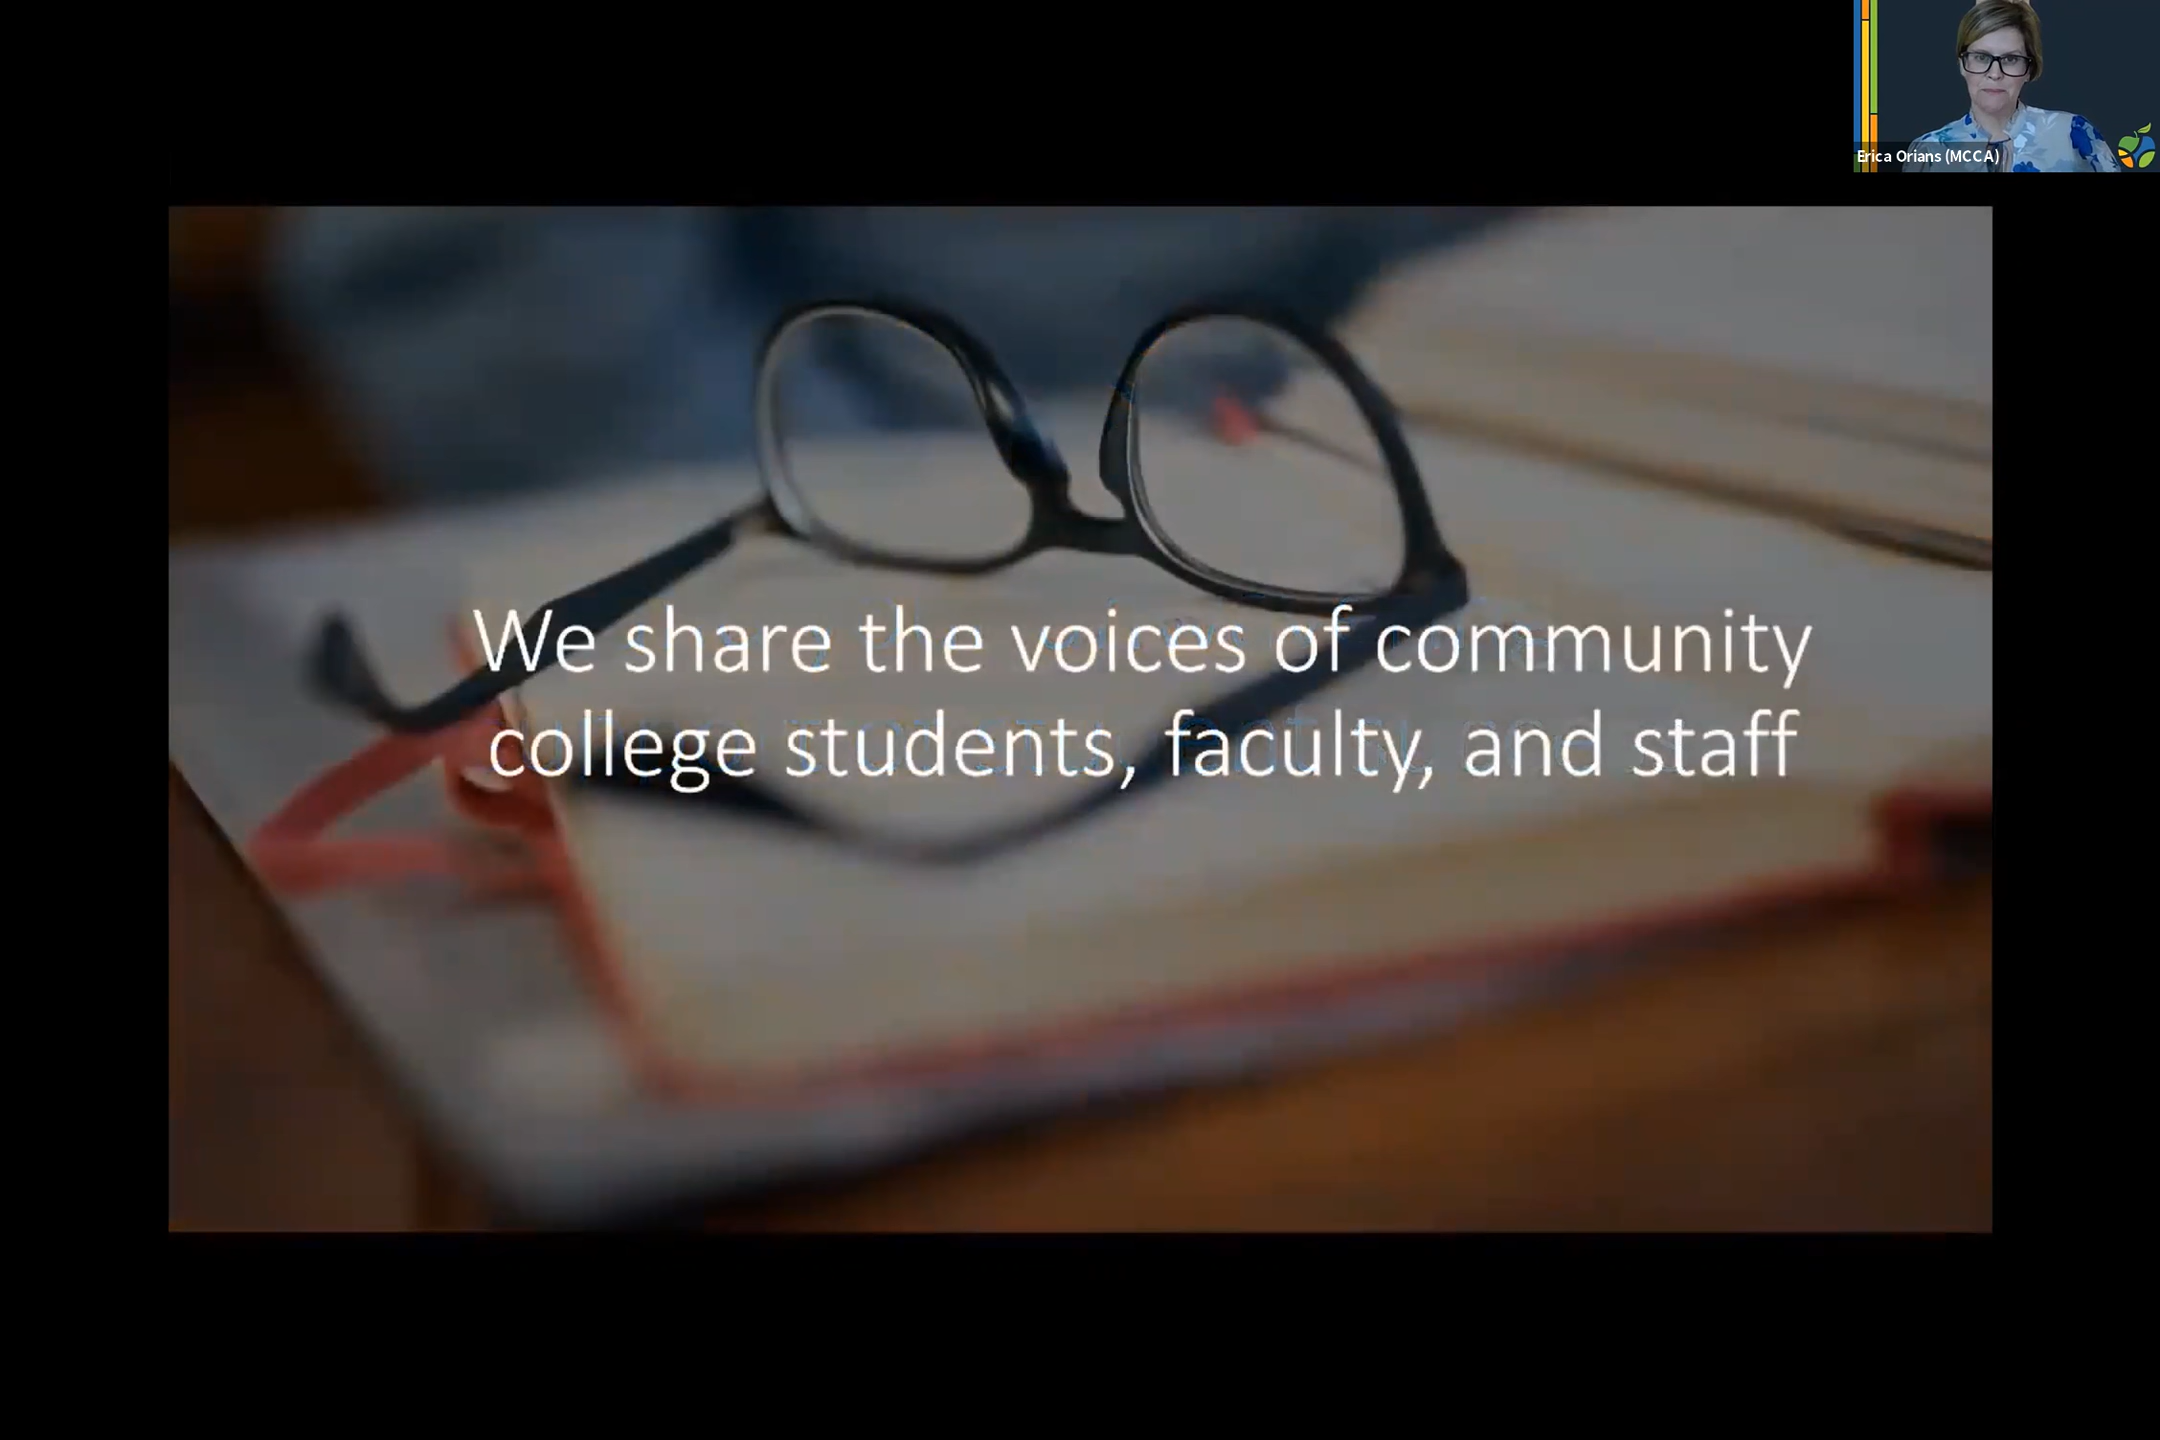 Erica Orians (MCCA)
We share the voices of community
college students, faculty, and staff